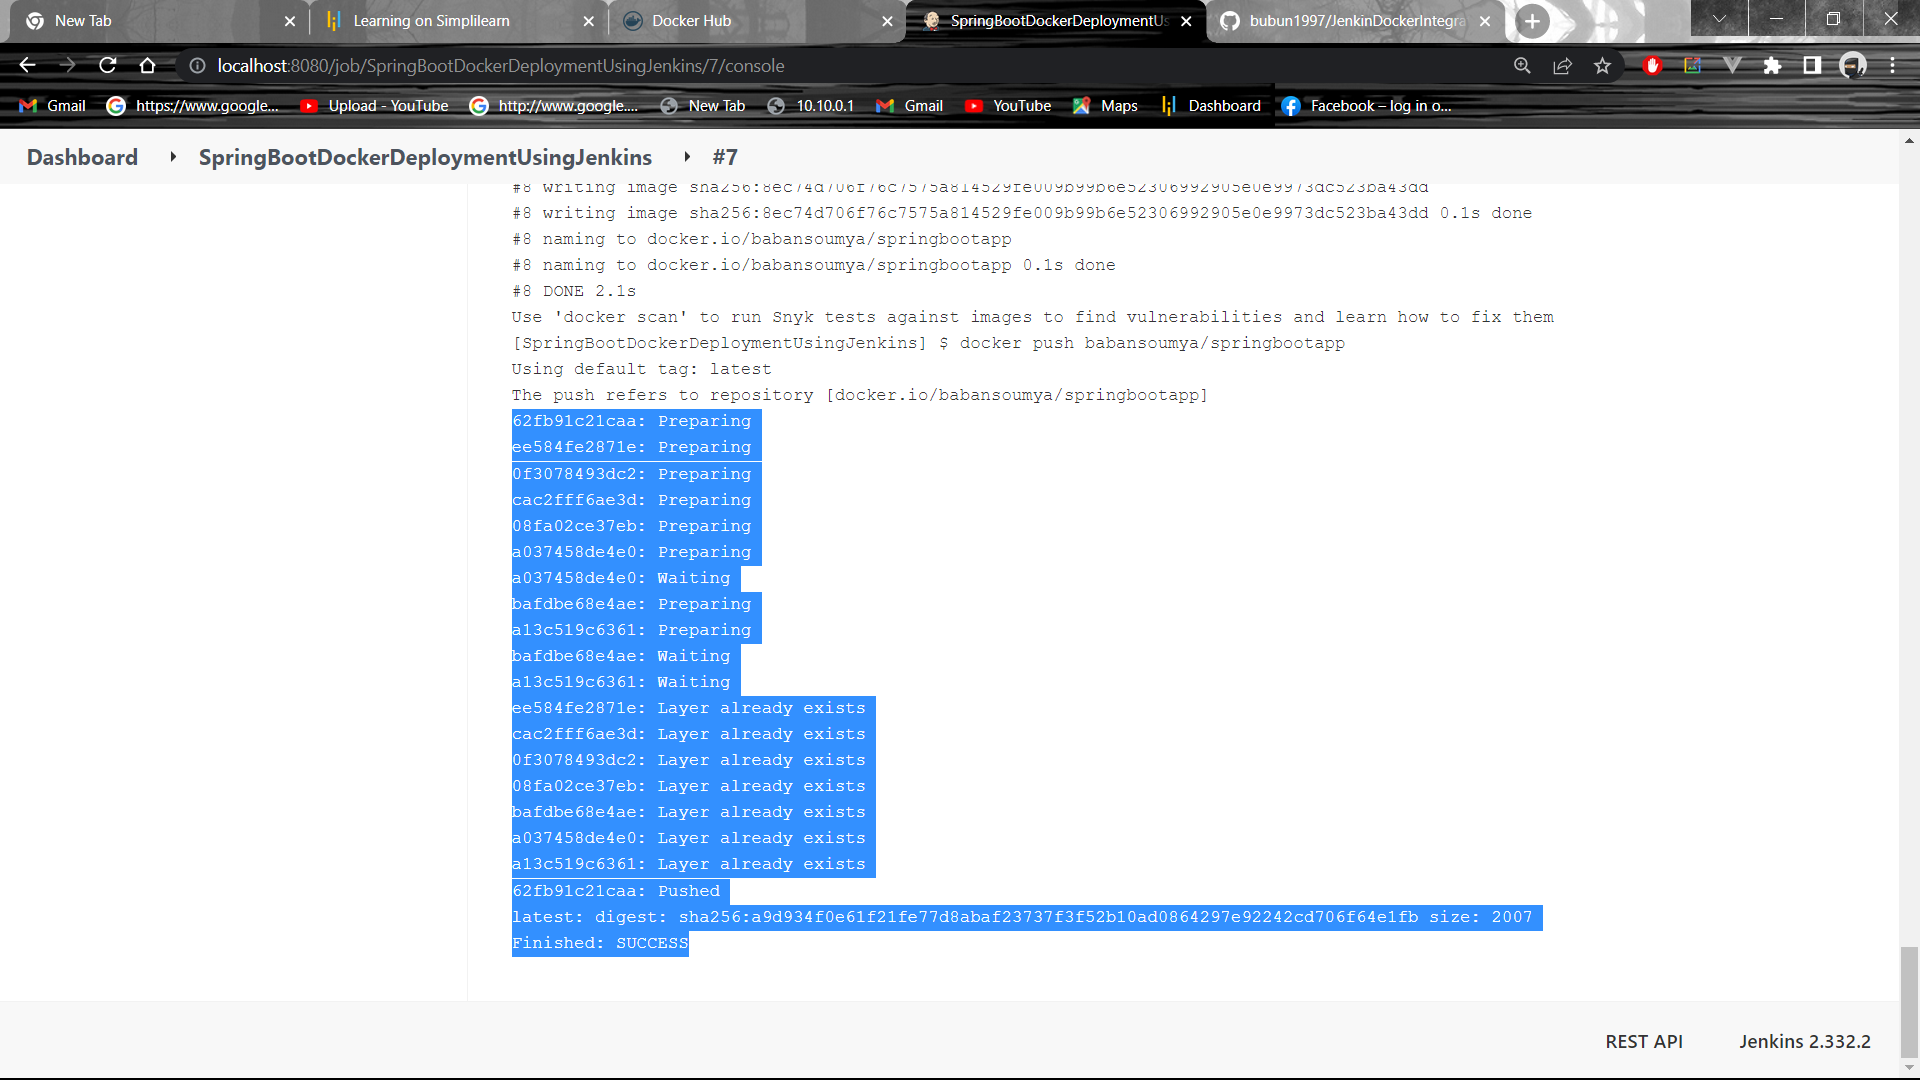 New Tab
Learning on Simplilearn
Docker Hub
SpringBootDockerDeploymentUs
bubun1997/JenkinDockerIntegra
localhost:8080/job/SpringBootDockerDeploymentUsingJenkins/7/console
Gmail
https://www.google...
Upload - YouTube
http://www.google....
New Tab
10.10.0.1
Gmail
YouTube
Maps
Dashboard
Facebook – log in o...
Dashboard
SpringBootDockerDeploymentUsingJenkins
#7
#8 writing image sha256:8ec74d706f76c7575a814529fe009b99b6e52306992905e0e9973dc523ba43dd
#8 writing image sha256:8ec74d706f76c7575a814529fe009b99b6e52306992905e0e9973dc523ba43dd 0.1s done
#8 naming to docker.io/babansoumya/springbootapp
#8 naming to docker.io/babansoumya/springbootapp 0.1s done
#8 DONE 2.1s
Use 'docker scan' to run Snyk tests against images to find vulnerabilities and learn how to fix them
[SpringBootDockerDeploymentUsingJenkins] $ docker push babansoumya/springbootapp
Using default tag: latest
The push refers to repository [docker.io/babansoumya/springbootapp]
62fb91c21caa: Preparing
ee584fe2871e: Preparing
0f3078493dc2: Preparing
cac2fff6ae3d: Preparing
08fa02ce37eb: Preparing
a037458de4e0: Preparing
a037458de4e0: Waiting
bafdbe68e4ae: Preparing
a13c519c6361: Preparing
bafdbe68e4ae: Waiting
a13c519c6361: Waiting
ee584fe2871e: Layer already exists
cac2fff6ae3d: Layer already exists
0f3078493dc2: Layer already exists
08fa02ce37eb: Layer already exists
bafdbe68e4ae: Layer already exists
a037458de4e0: Layer already exists
a13c519c6361: Layer already exists
62fb91c21caa: Pushed
latest: digest: sha256:a9d934f0e61f21fe77d8abaf23737f3f52b10ad0864297e92242cd706f64e1fb size: 2007
Finished: SUCCESS
REST API
Jenkins 2.332.2